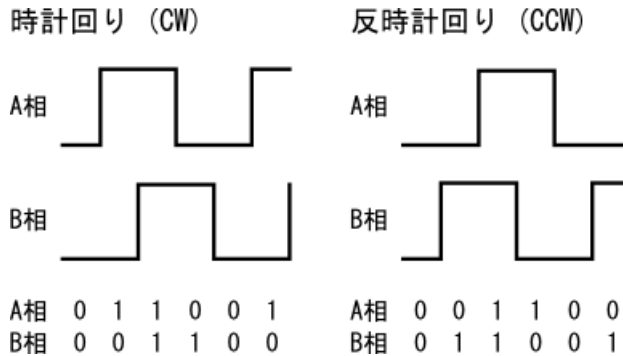 時計回り (CW)
A相
B相
A相 0 1 1 0 0 1
B相 0 0 1 1 0 0
反時計回り (CCW)
A相
B相
A相 0 0 1 1 0 0
B相 0 1 1 0 0 1